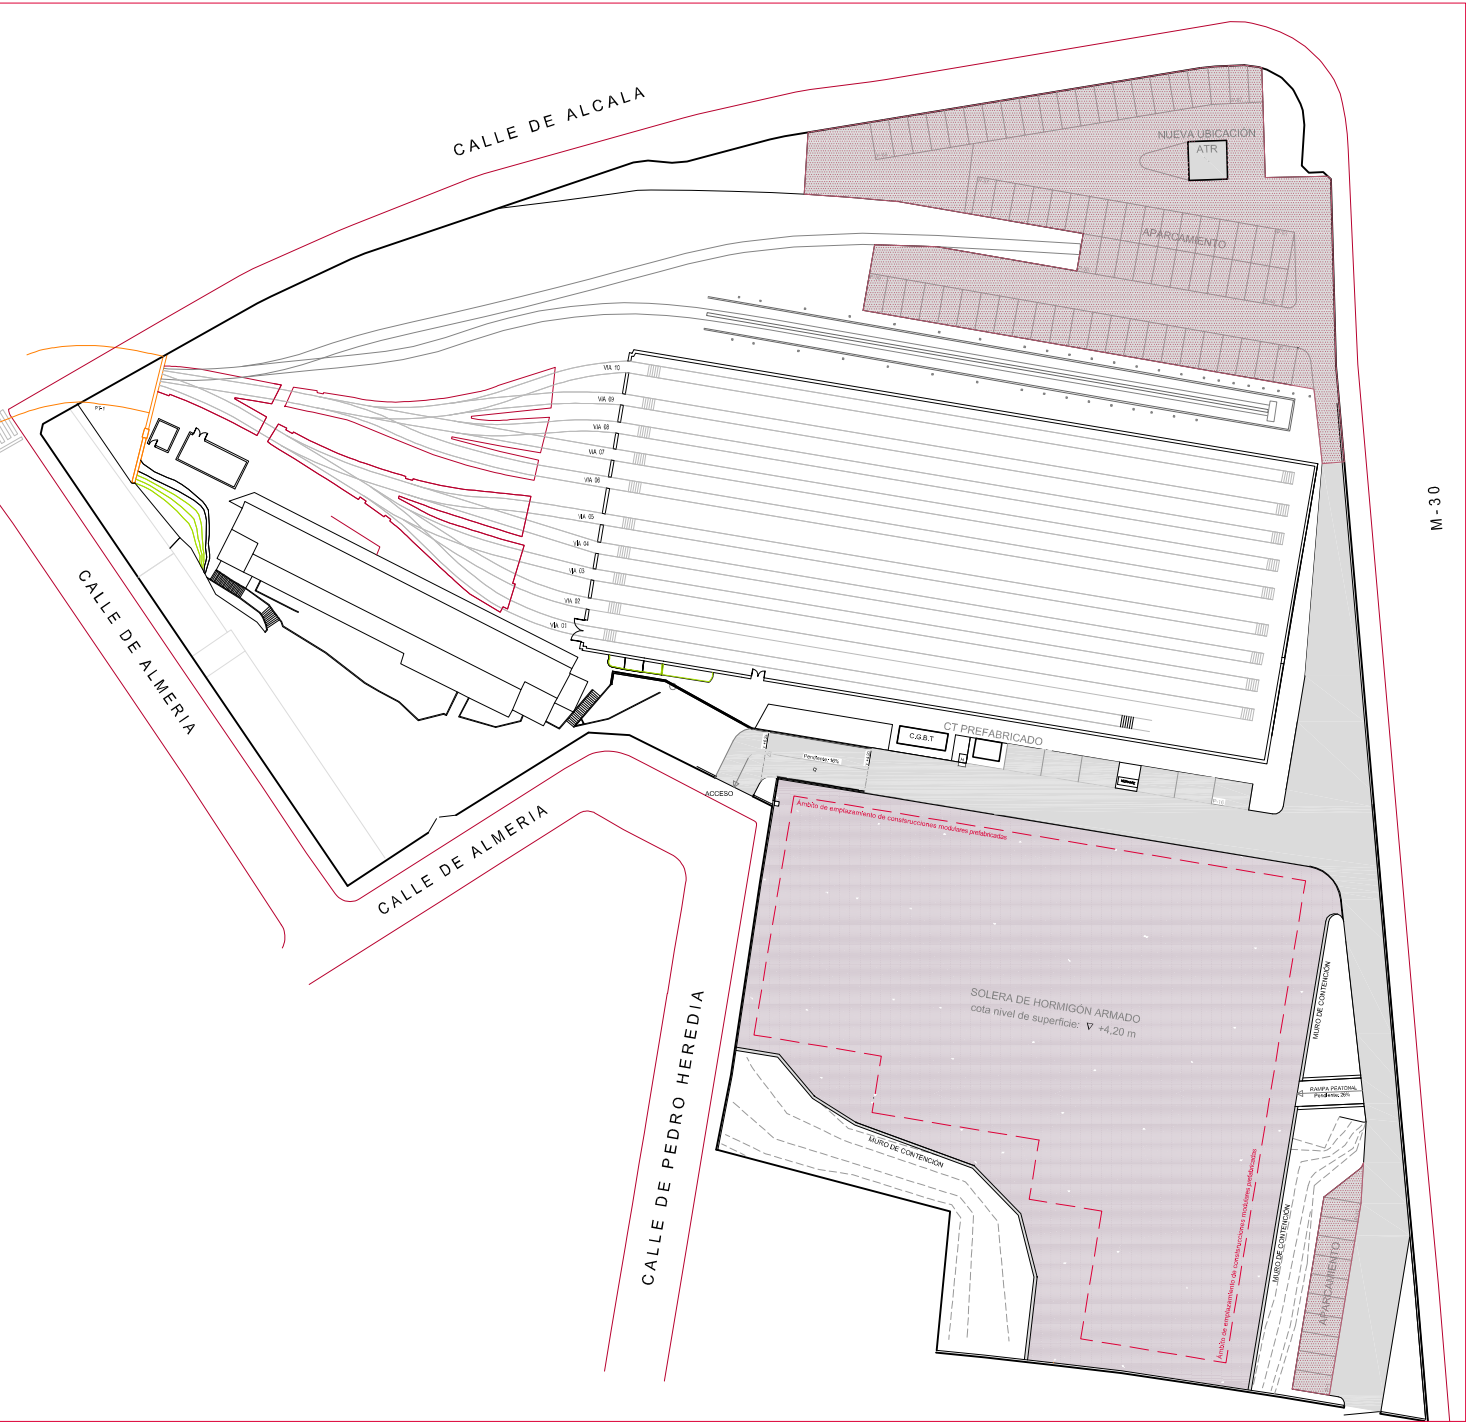 CALLE DE ALCALA
NUEVA UBICACIÓN
ATR
APARCAMIENTO
M-30
VIA 10
VIA 09
VIA 08
VIA 07
VIA 06
VIA 05
VIA 04
VIA 03
VIA 02
VIA 01
CALLE DE ALMERIA
CT PREFABRICADO
C.G.B.T
Pendiente: 16%
ACCESO
Ámbito de emplazamiento de construcciones modulares prefabricadas
CALLE DE ALMERIA
SOLERA DE HORMIGÓN ARMADO
cota nivel de superficie: +4,20 m
MURO DE CONTENCIÓN
RAMPA PEATONAL
Pendiente: 26%
CALLE DE PEDRO HEREDIA
MURO DE CONTENCIÓN
MURO DE CONTENCIÓN
APARCAMIENTO
Ámbito de emplazamiento de construcciones modulares prefabricadas